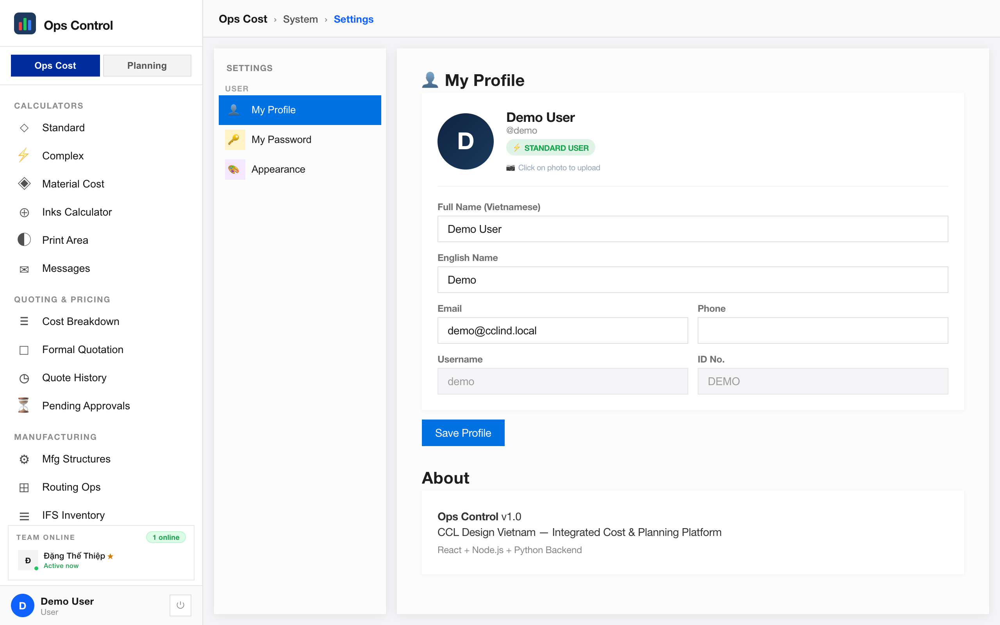 Ops Control
Ops Cost
Planning
CALCULATORS
Standard
Complex
Material Cost
Inks Calculator
Print Area
Messages
QUOTING & PRICING
Cost Breakdown
Formal Quotation
Quote History
Pending Approvals
MANUFACTURING
Mfg Structures
Routing Ops
IFS Inventory
TEAM ONLINE
1 online
Đ
Đặng Thế Thiệp ★
Active now
D
Demo User
User
Ops Cost › System › Settings
SETTINGS
USER
My Profile
My Password
Appearance
My Profile
D
Demo User
@demo
⚡ STANDARD USER
📷 Click on photo to upload
Full Name (Vietnamese)
Demo User
English Name
Demo
Email
demo@cclind.local
Phone
Username
demo
ID No.
DEMO
Save Profile
About
Ops Control v1.0
CCL Design Vietnam — Integrated Cost & Planning Platform
React + Node.js + Python Backend